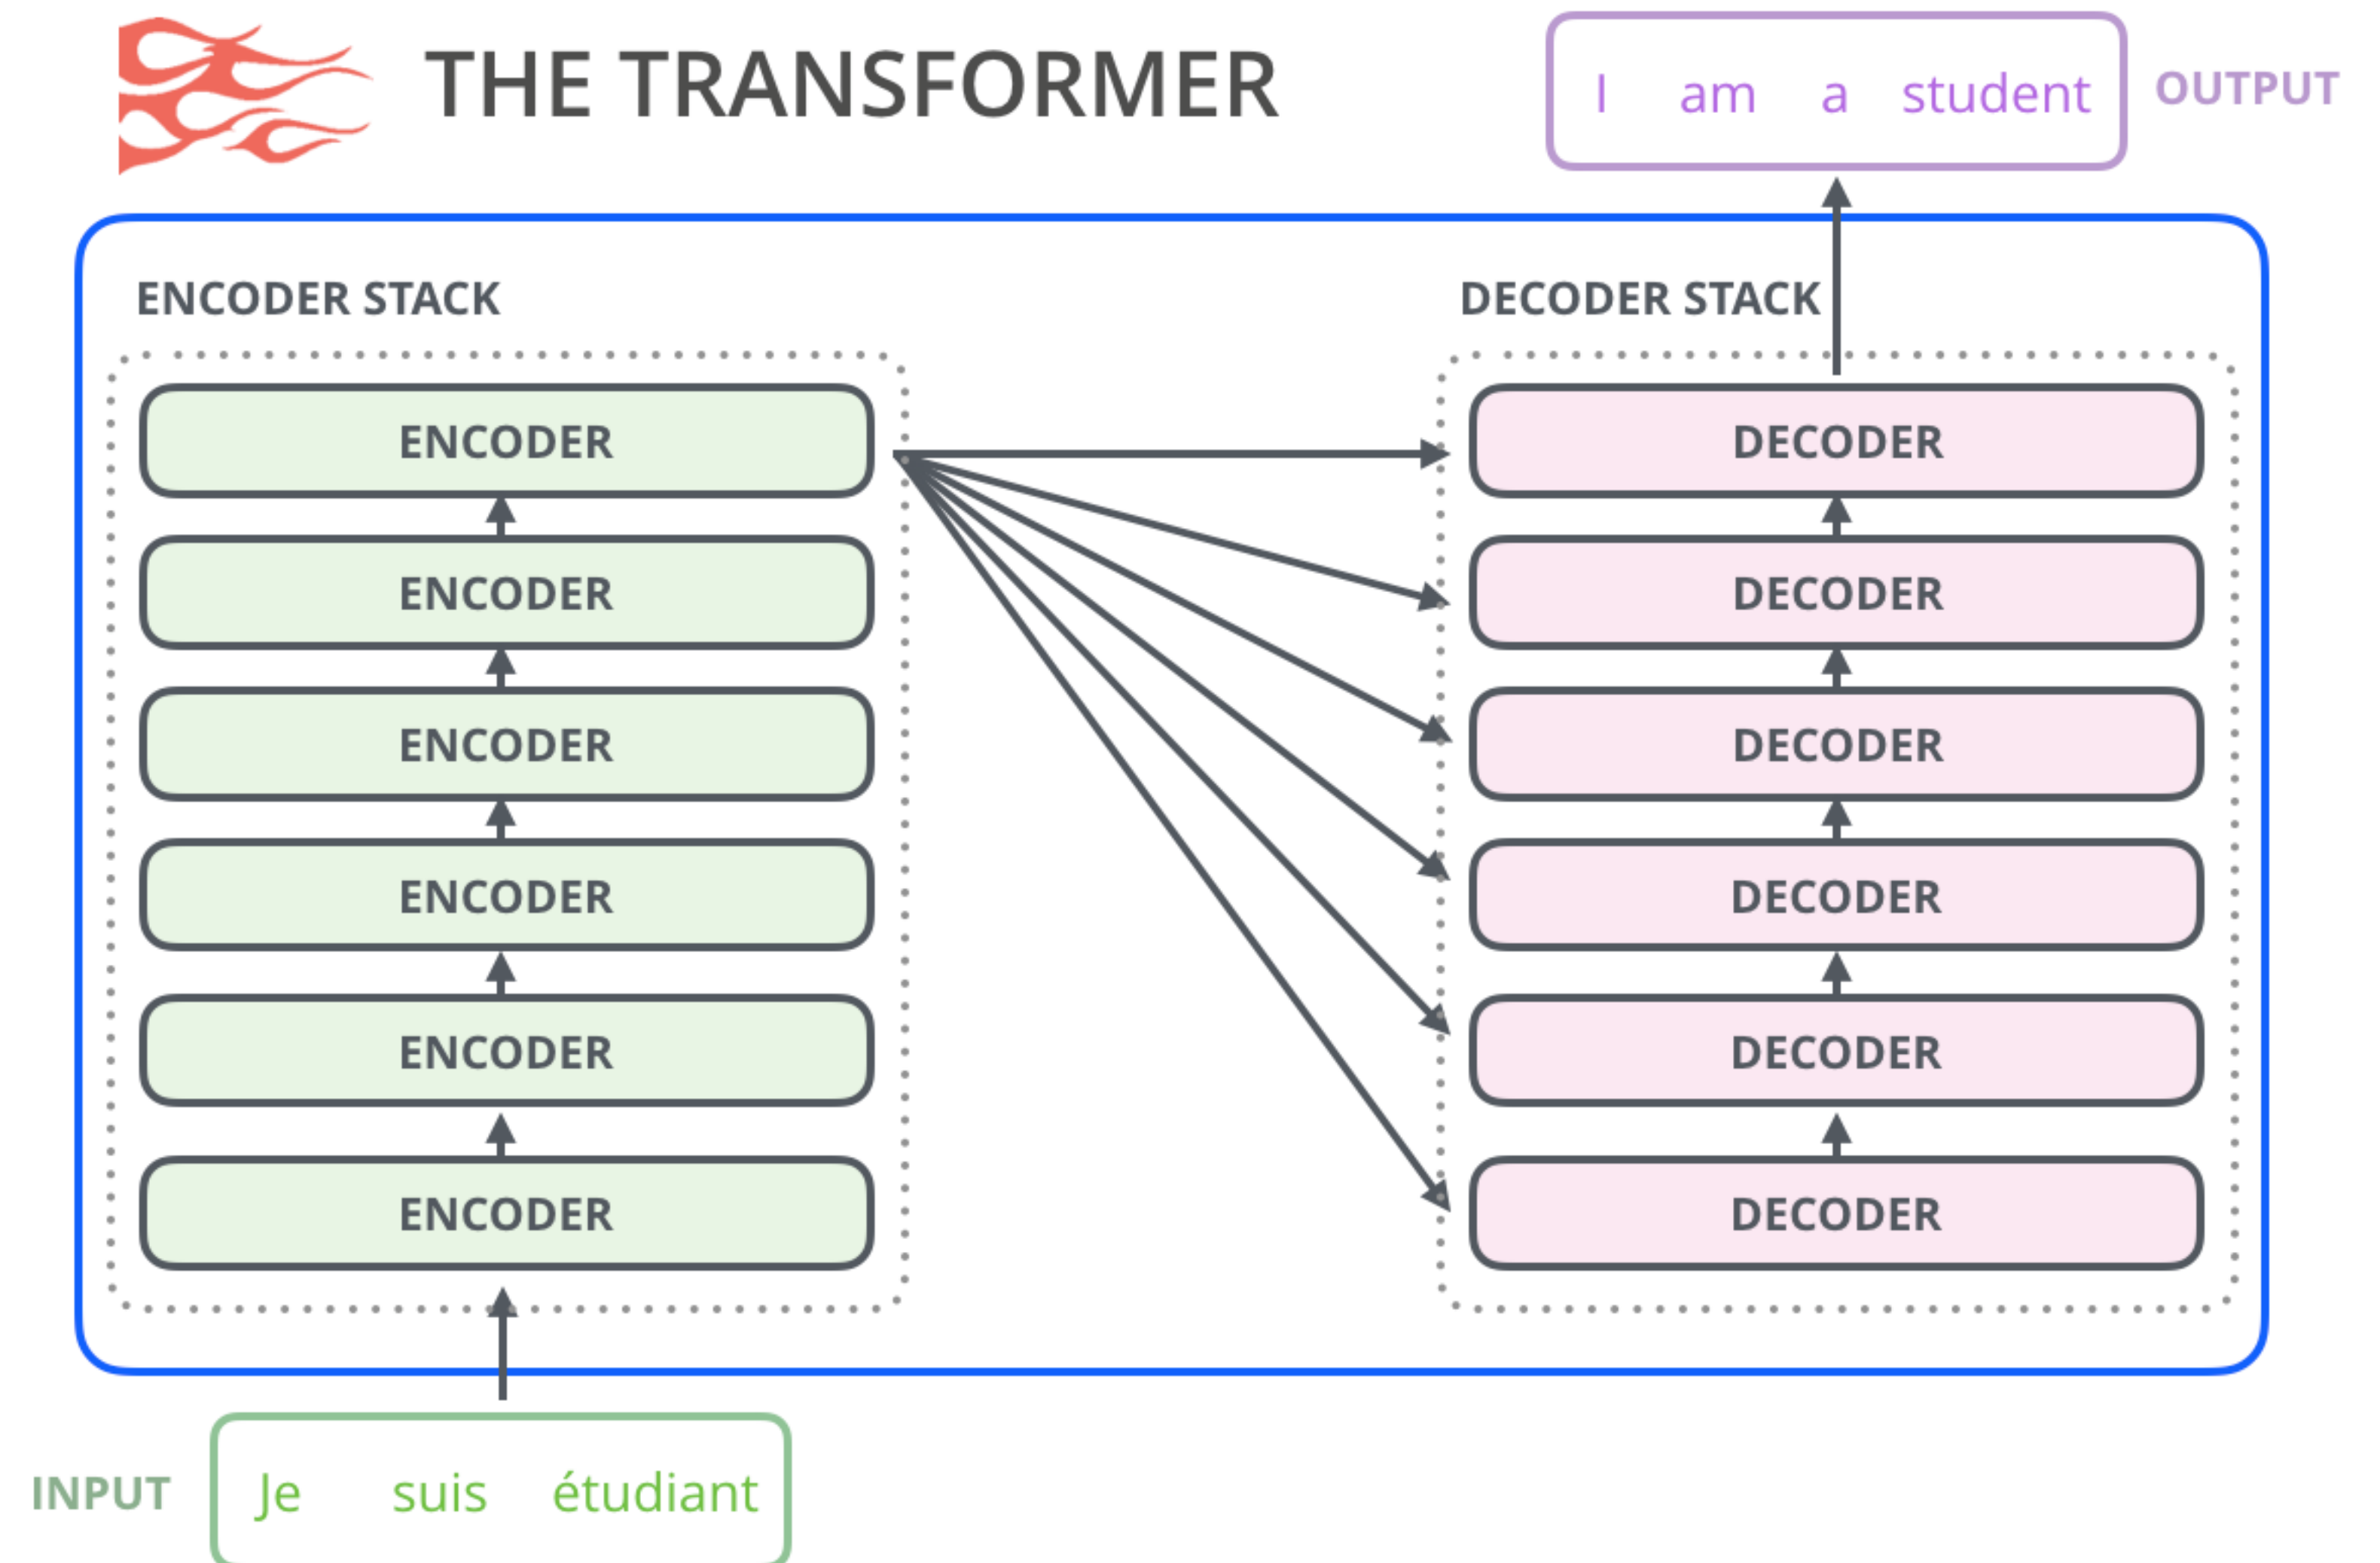 THE TRANSFORMER
I am a student
OUTPUT
ENCODER STACK
DECODER STACK
ENCODER
ENCODER
ENCODER
ENCODER
ENCODER
ENCODER
DECODER
DECODER
DECODER
DECODER
DECODER
DECODER
INPUT
Je suis étudiant